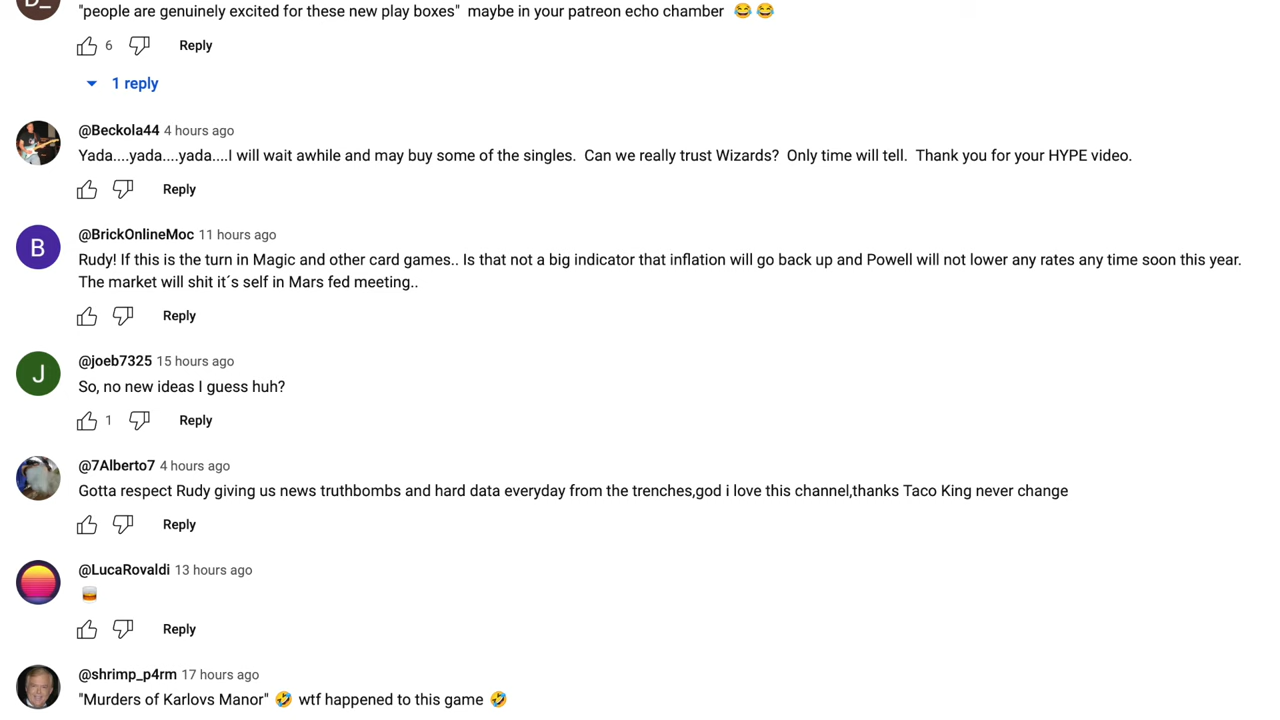 "people are genuinely excited for these new play boxes"  maybe in your patreon echo chamber 😂😂
6 Reply
1 reply
@Beckola44 4 hours ago
Yada....yada....yada....I will wait awhile and may buy some of the singles.  Can we really trust Wizards?  Only time will tell.  Thank you for your HYPE video.
Reply
B
@BrickOnlineMoc 11 hours ago
Rudy! If this is the turn in Magic and other card games.. Is that not a big indicator that inflation will go back up and Powell will not lower any rates any time soon this year.
The market will shit it´s self in Mars fed meeting..
Reply
J
@joeb7325 15 hours ago
So, no new ideas I guess huh?
1 Reply
@7Alberto7 4 hours ago
Gotta respect Rudy giving us news truthbombs and hard data everyday from the trenches,god i love this channel,thanks Taco King never change
Reply
@LucaRovaldi 13 hours ago
🥃
Reply
@shrimp_p4rm 17 hours ago
"Murders of Karlovs Manor" 🤣 wtf happened to this game 🤣